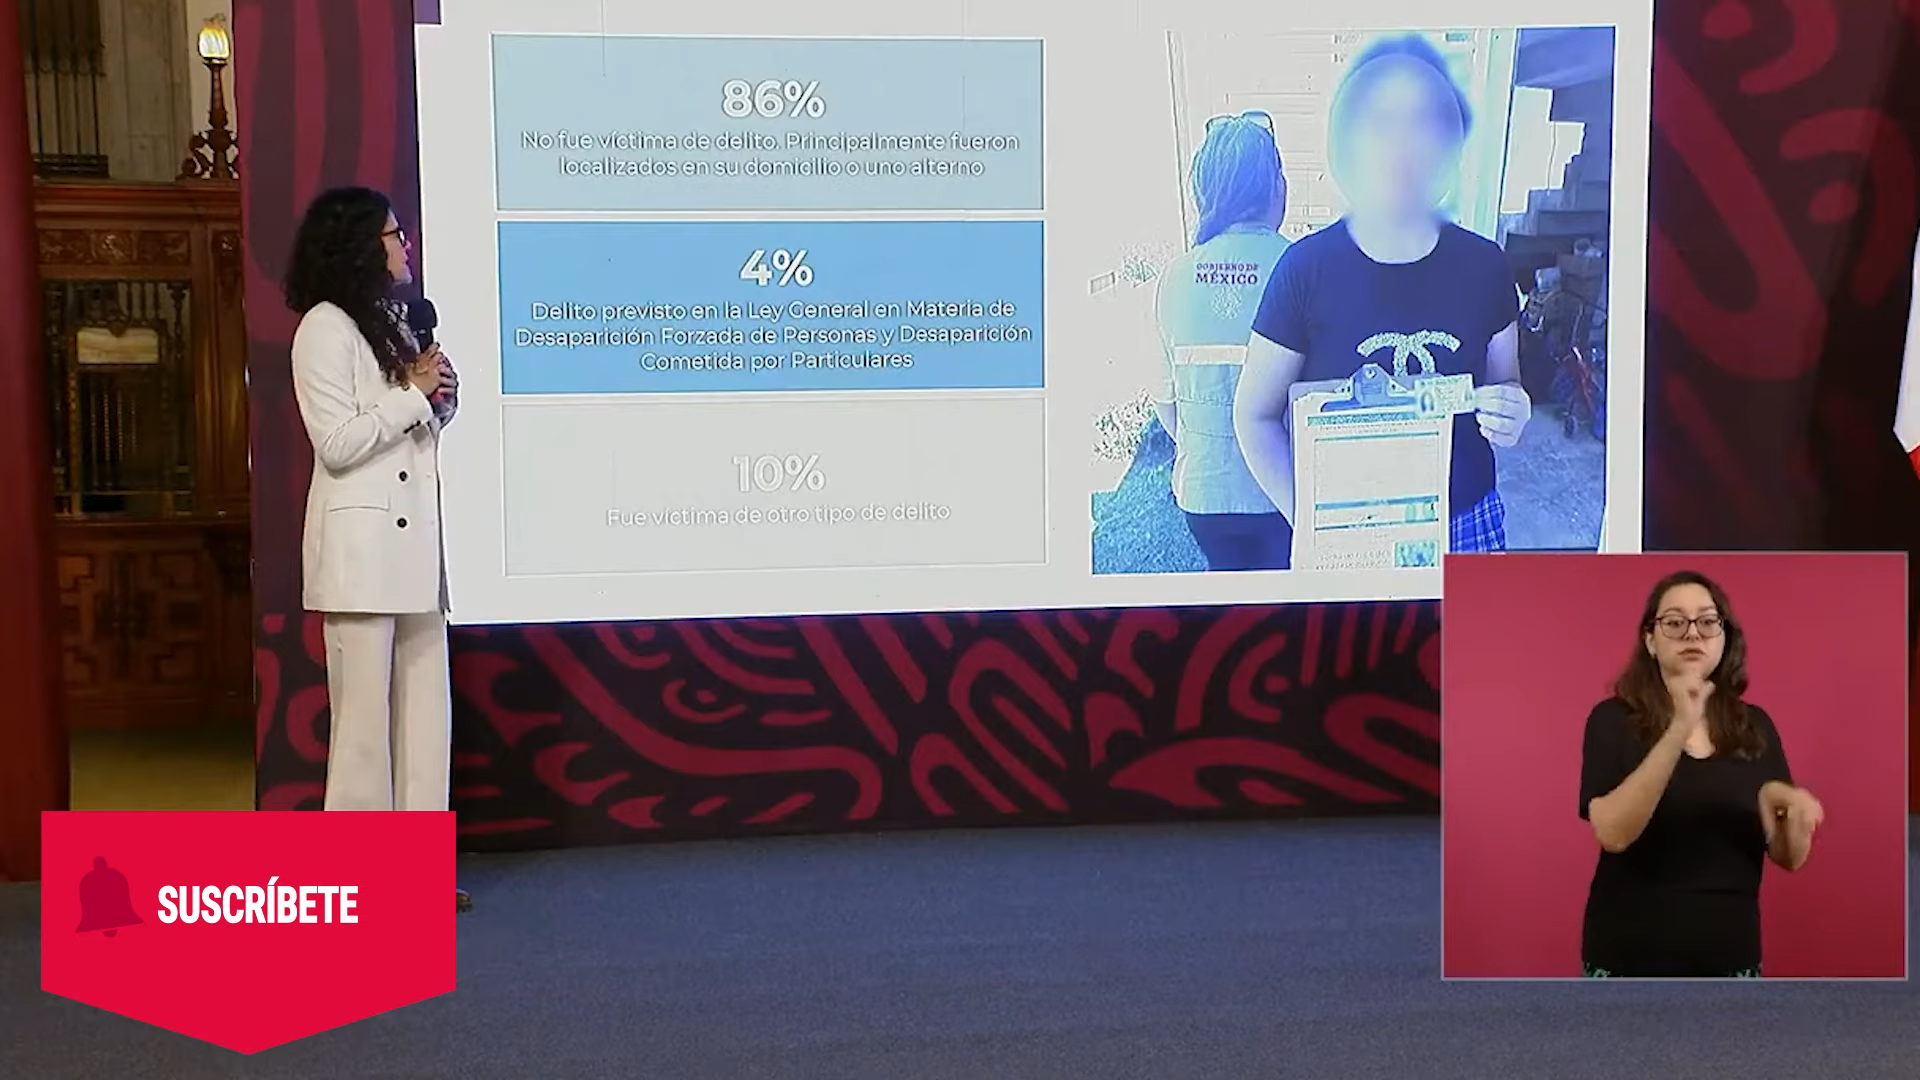 86%
No fue víctima de delito. Principalmente fueron
localizados en su domicilio o uno alterno
4%
Delito previsto en la Ley General en Materia de
Desaparición Forzada de Personas y Desaparición
Cometida por Particulares
10%
Fue víctima de otro tipo de delito
GOBIERNO DE
MÉXICO
SUSCRÍBETE